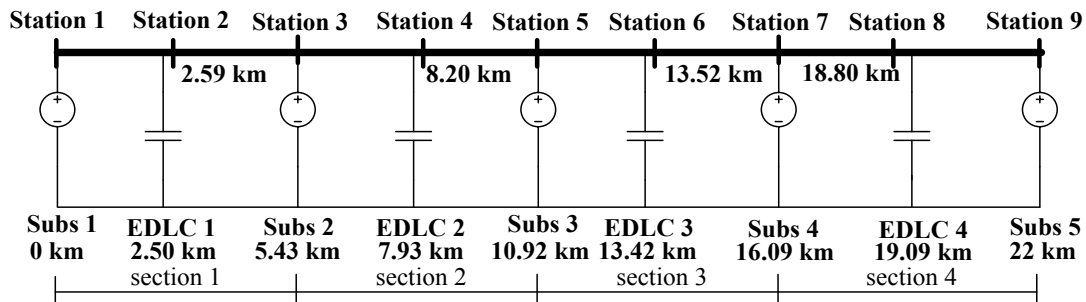 Station 1 Station 2 Station 3 Station 4 Station 5 Station 6 Station 7 Station 8 Station 9
2.59 km 8.20 km 13.52 km 18.80 km
+ + + + +
− − − − −
Subs 1 EDLC 1 Subs 2 EDLC 2 Subs 3 EDLC 3 Subs 4 EDLC 4 Subs 5
0 km 2.50 km 5.43 km 7.93 km 10.92 km 13.42 km 16.09 km 19.09 km 22 km
section 1 section 2 section 3 section 4